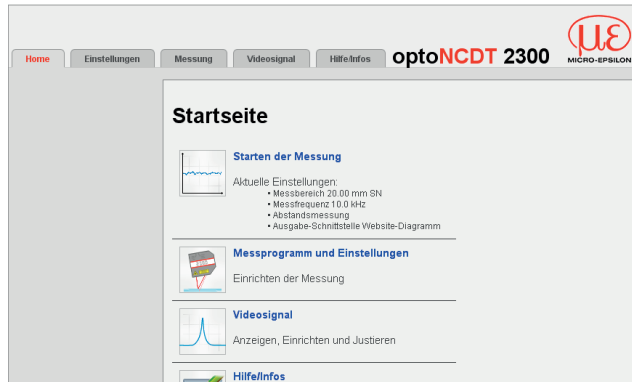 Home
Einstellungen
Messung
Videosignal
Hilfe/Infos
optoNCDT 2300
με
MICRO-EPSILON
Startseite
Starten der Messung
Aktuelle Einstellungen:
• Messbereich 20.00 mm SN
• Messfrequenz 10.0 kHz
• Abstandsmessung
• Ausgabe-Schnittstelle Website-Diagramm
Messprogramm und Einstellungen
Einrichten der Messung
Videosignal
Anzeigen, Einrichten und Justieren
Hilfe/Infos